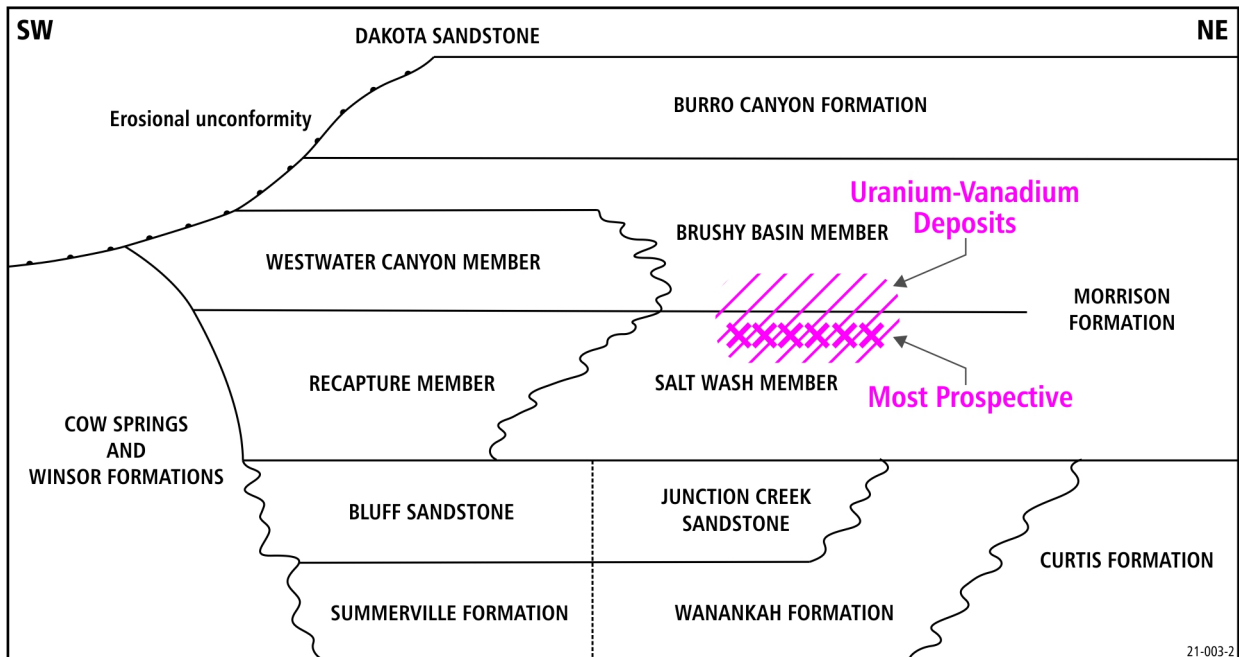 SW
NE
DAKOTA SANDSTONE
Erosional unconformity
BURRO CANYON FORMATION
Uranium-Vanadium
Deposits
BRUSHY BASIN MEMBER
WESTWATER CANYON MEMBER
MORRISON
FORMATION
RECAPTURE MEMBER
SALT WASH MEMBER
Most Prospective
COW SPRINGS
AND
WINSOR FORMATIONS
BLUFF SANDSTONE
JUNCTION CREEK
SANDSTONE
CURTIS FORMATION
SUMMERVILLE FORMATION
WANANKAH FORMATION
21-003-2